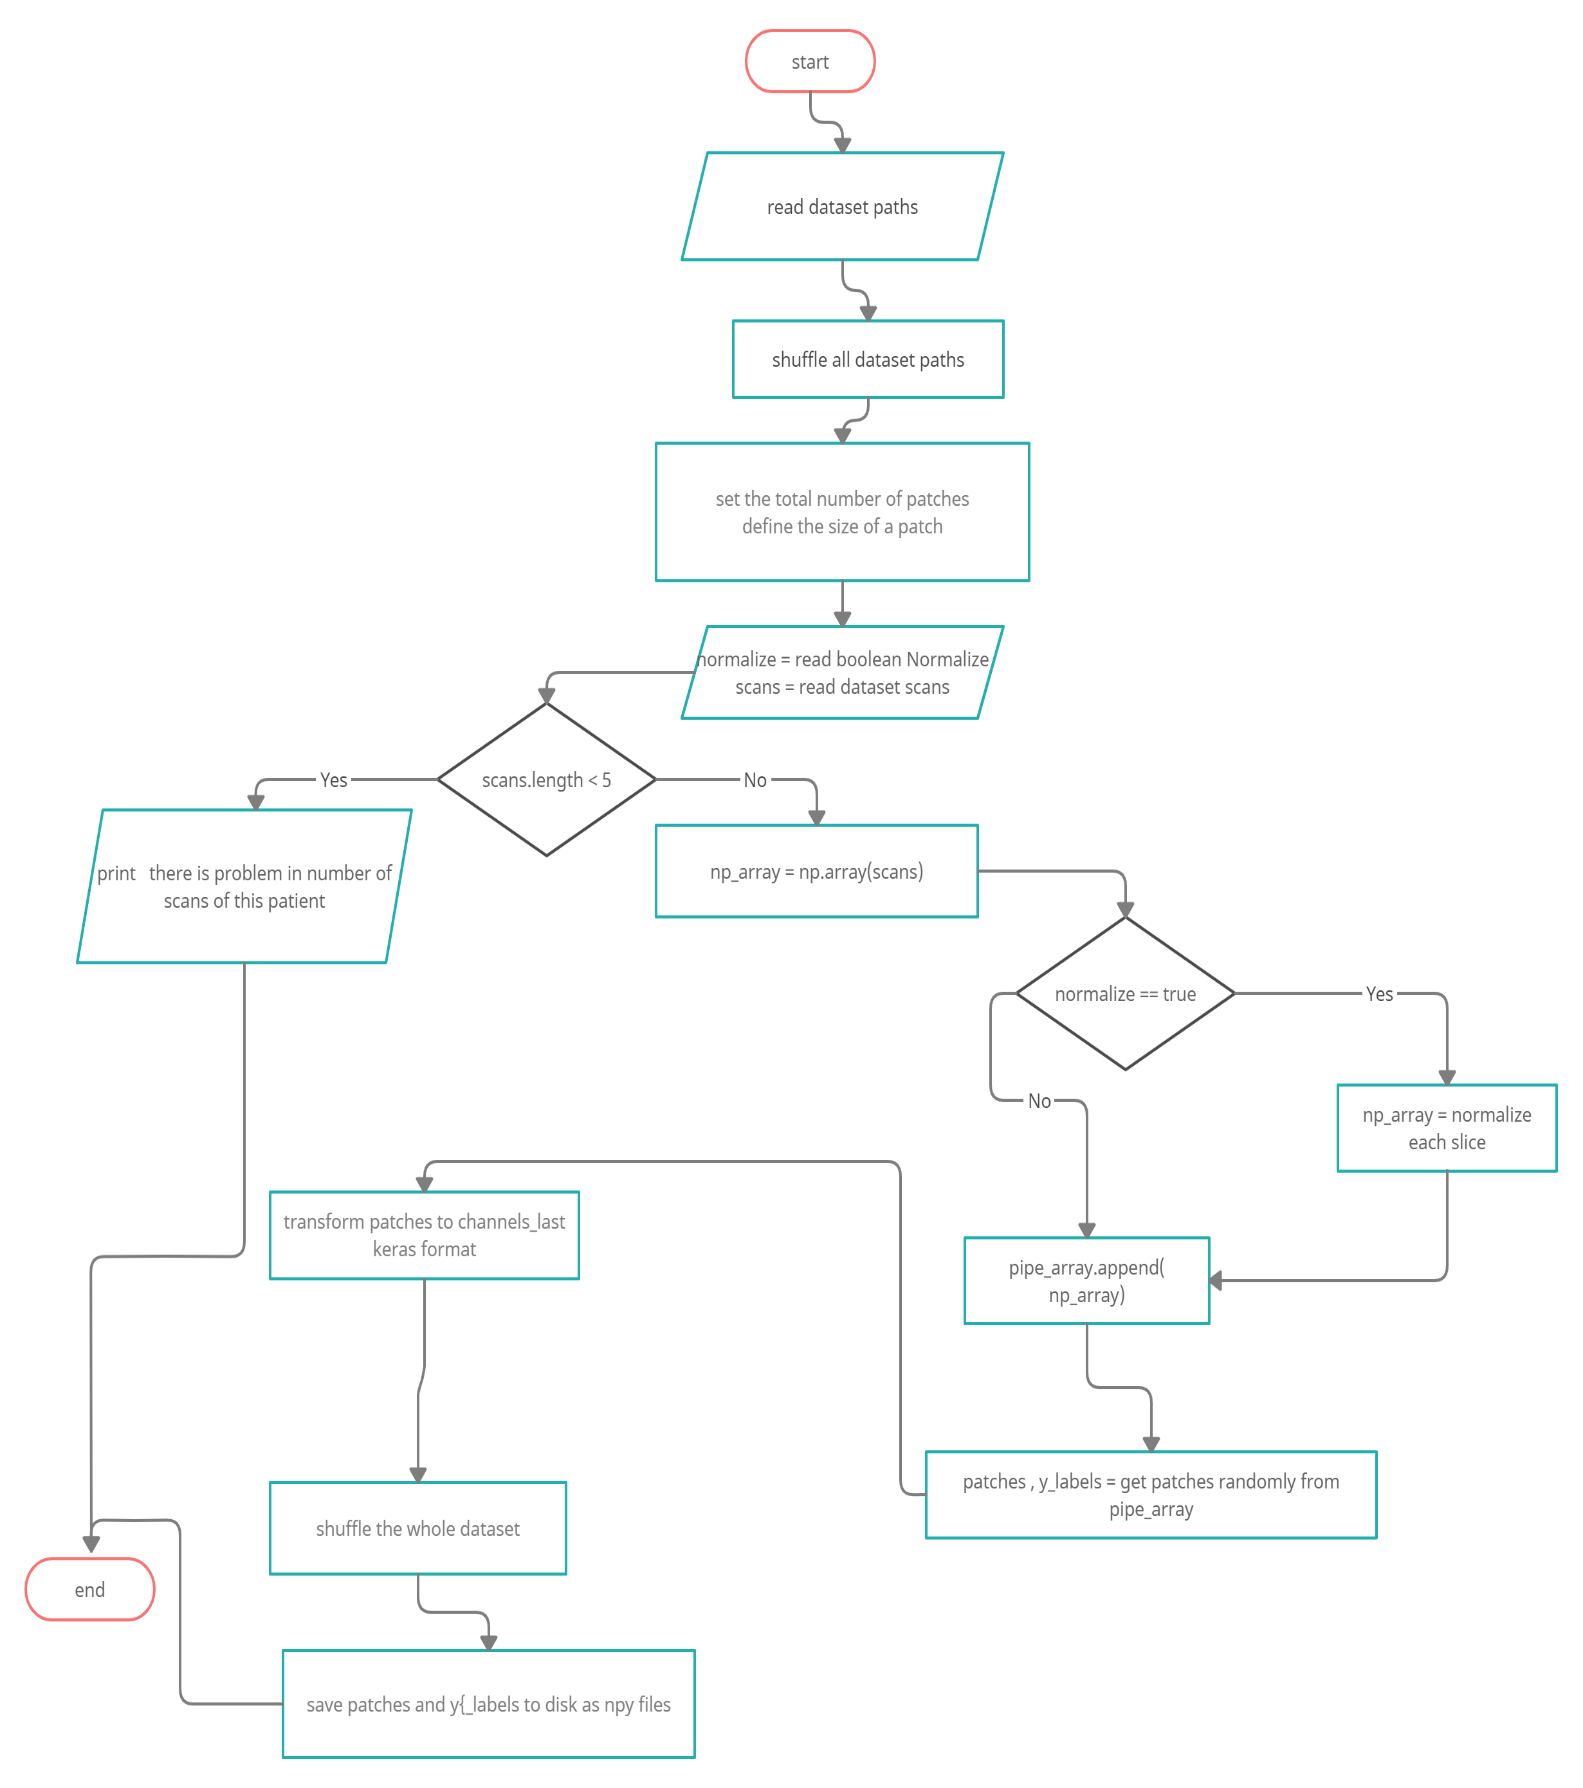 start
read dataset paths
shuffle all dataset paths
set the total number of patches
define the size of a patch
normalize = read boolean Normalize
scans = read dataset scans
scans.length < 5
Yes
No
print   there is problem in number of
scans of this patient
np_array = np.array(scans)
normalize == true
Yes
No
np_array = normalize
each slice
pipe_array.append(
np_array)
patches , y_labels = get patches randomly from
pipe_array
transform patches to channels_last
keras format
shuffle the whole dataset
save patches and y{_labels to disk as npy files
end